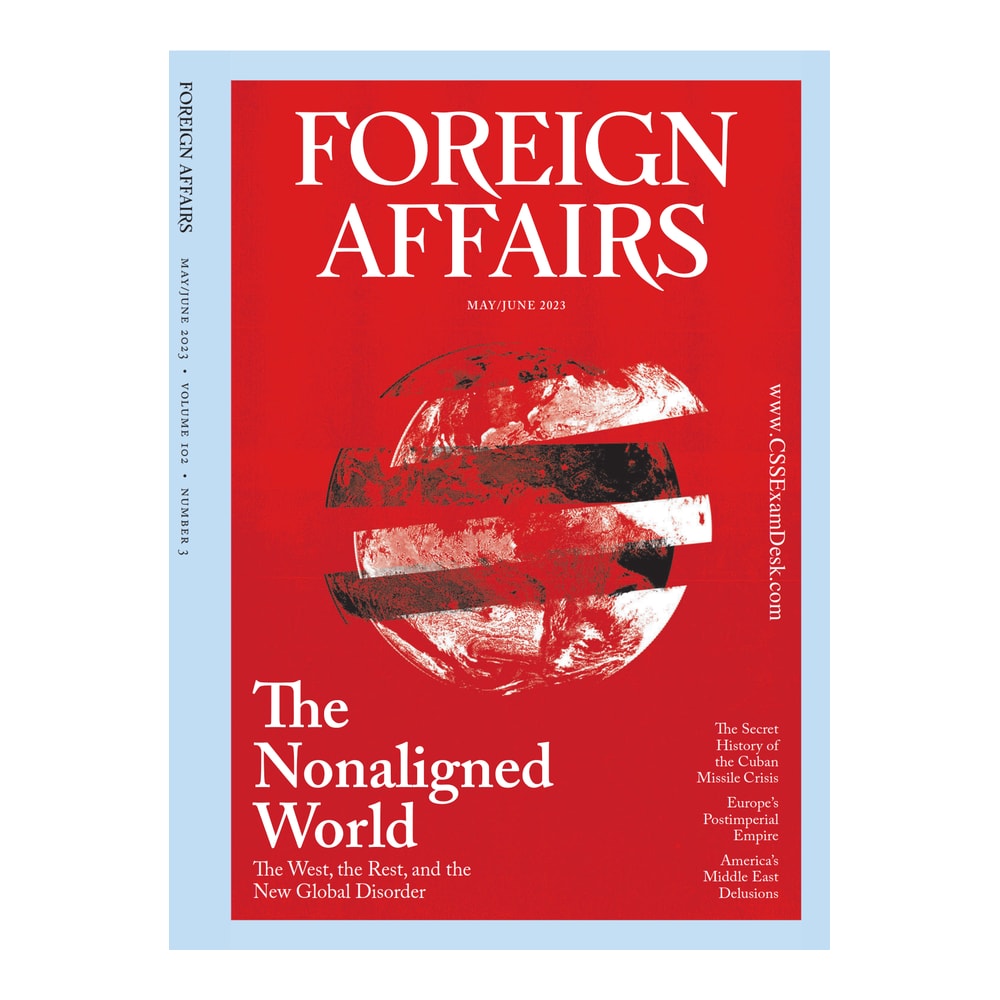 FOREIGN AFFAIRS MAY/JUNE 2023 • VOLUME 102 • NUMBER 3
FOREIGN
AFFAIRS
MAY/JUNE 2023
www.CSSExamDesk.com
The
Nonaligned
World
The West, the Rest, and the
New Global Disorder
The Secret
History of
the Cuban
Missile Crisis
Europe's
Postimperial
Empire
America's
Middle East
Delusions